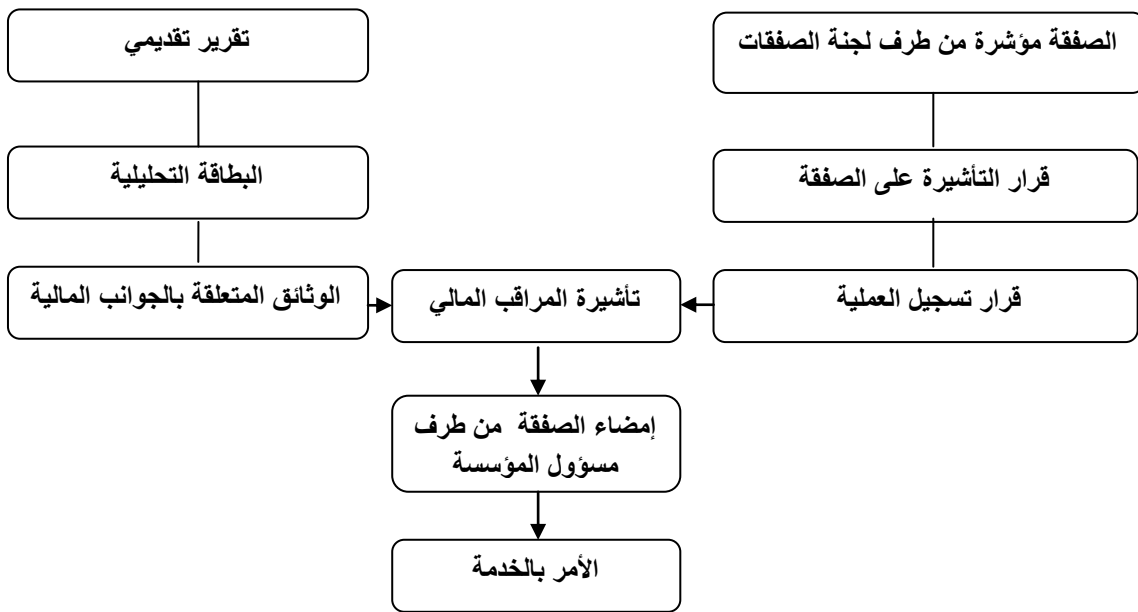 الصفقة مؤشرة من طرف لجنة الصفقات
تقرير تقديمي
قرار التأشيرة على الصفقة
البطاقة التحليلية
قرار تسجيل العملية
تأشيرة المراقب المالي
الوثائق المتعلقة بالجوانب المالية
إمضاء الصفقة من طرف
مسؤول المؤسسة
الأمر بالخدمة